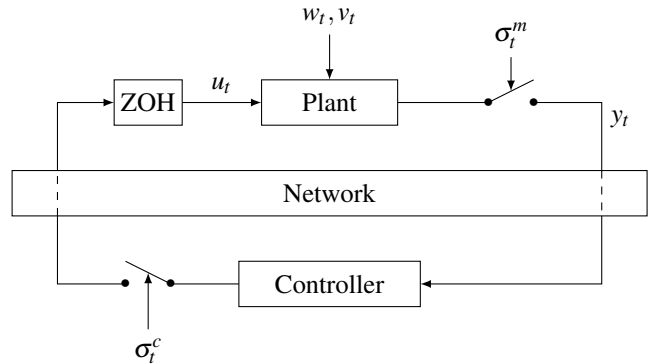 w_t, v_t
σ_t^m
ZOH
u_t
Plant
y_t
Network
Controller
σ_t^c